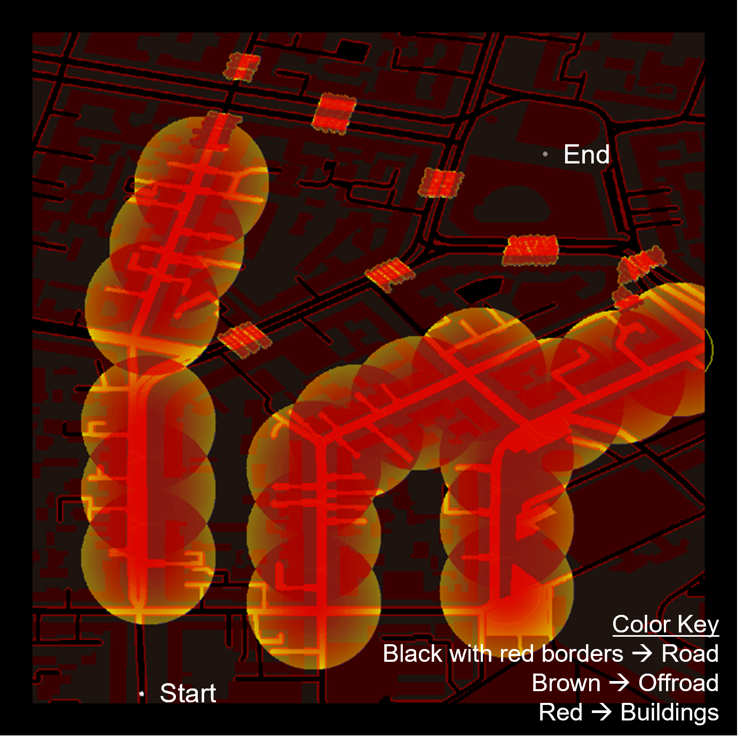 End
Start
Color Key
Black with red borders → Road
Brown → Offroad
Red → Buildings